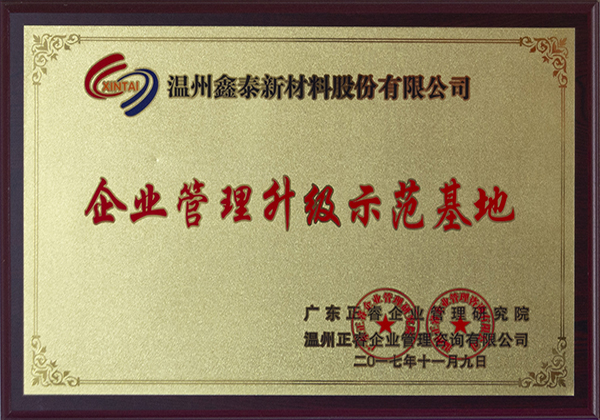 XINTAI
温州鑫泰新材料股份有限公司
企业管理升级示范基地
广东正睿企业管理研究院
温州正睿企业管理咨询有限公司
二〇一七年十一月九日